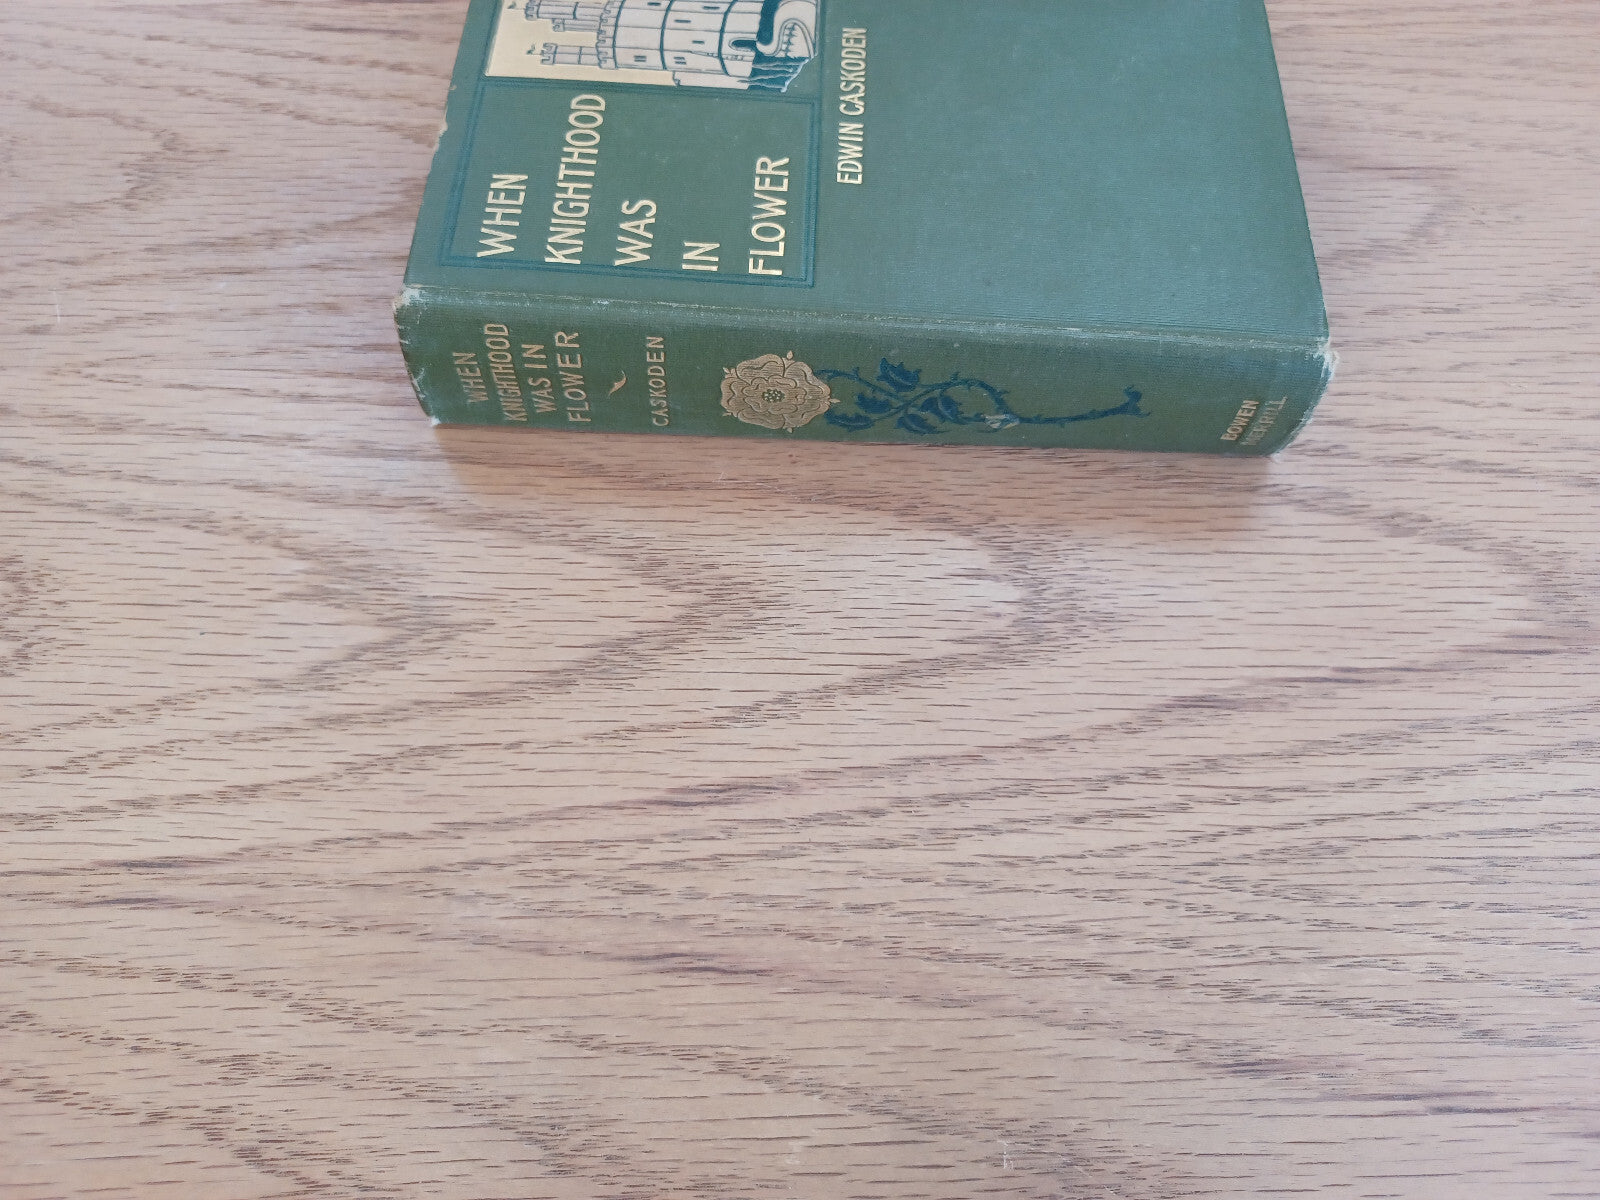 WHEN
KNIGHTHOOD
WAS
IN
FLOWER
EDWIN CASKODEN
WHEN
KNIGHTHOOD
WAS IN
FLOWER
CASKODEN
BOWEN
MERRILL